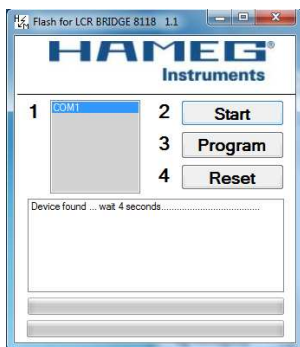 Flash for LCR BRIDGE 8118 1.1
HAMEG®
Instruments
1 COM1 2 Start
3 Program
4 Reset
Device found ... wait 4 seconds.....................................